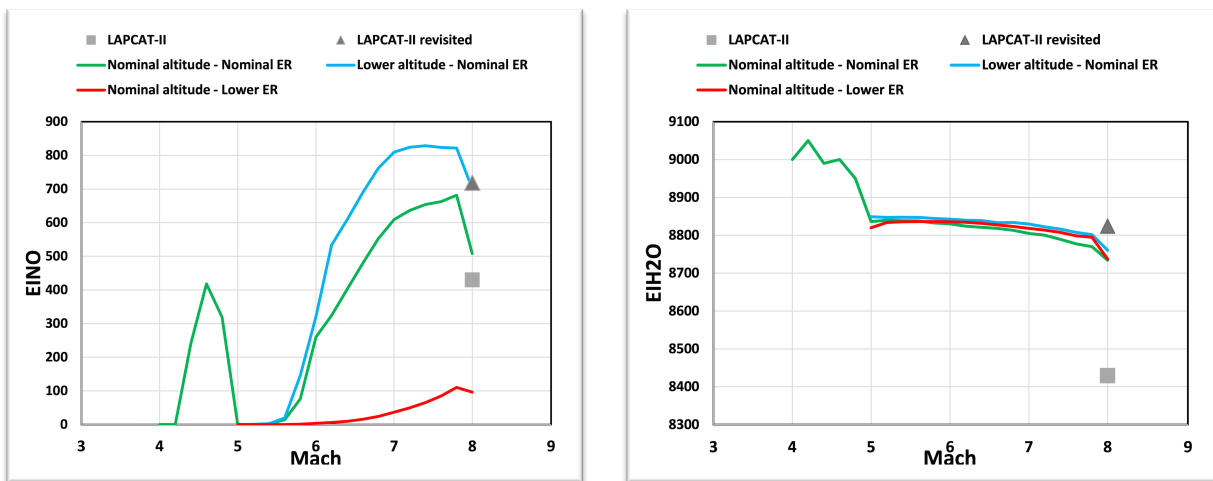 LAPCAT-II LAPCAT-II revisited
Nominal altitude - Nominal ER Lower altitude - Nominal ER
Nominal altitude - Lower ER
900
800
700
600
500
400
300
200
100
0
EINO
3 4 5 6 7 8 9
Mach
LAPCAT-II LAPCAT-II revisited
Nominal altitude - Nominal ER Lower altitude - Nominal ER
Nominal altitude - Lower ER
9100
9000
8900
8800
8700
8600
8500
8400
8300
EIH2O
3 4 5 6 7 8 9
Mach